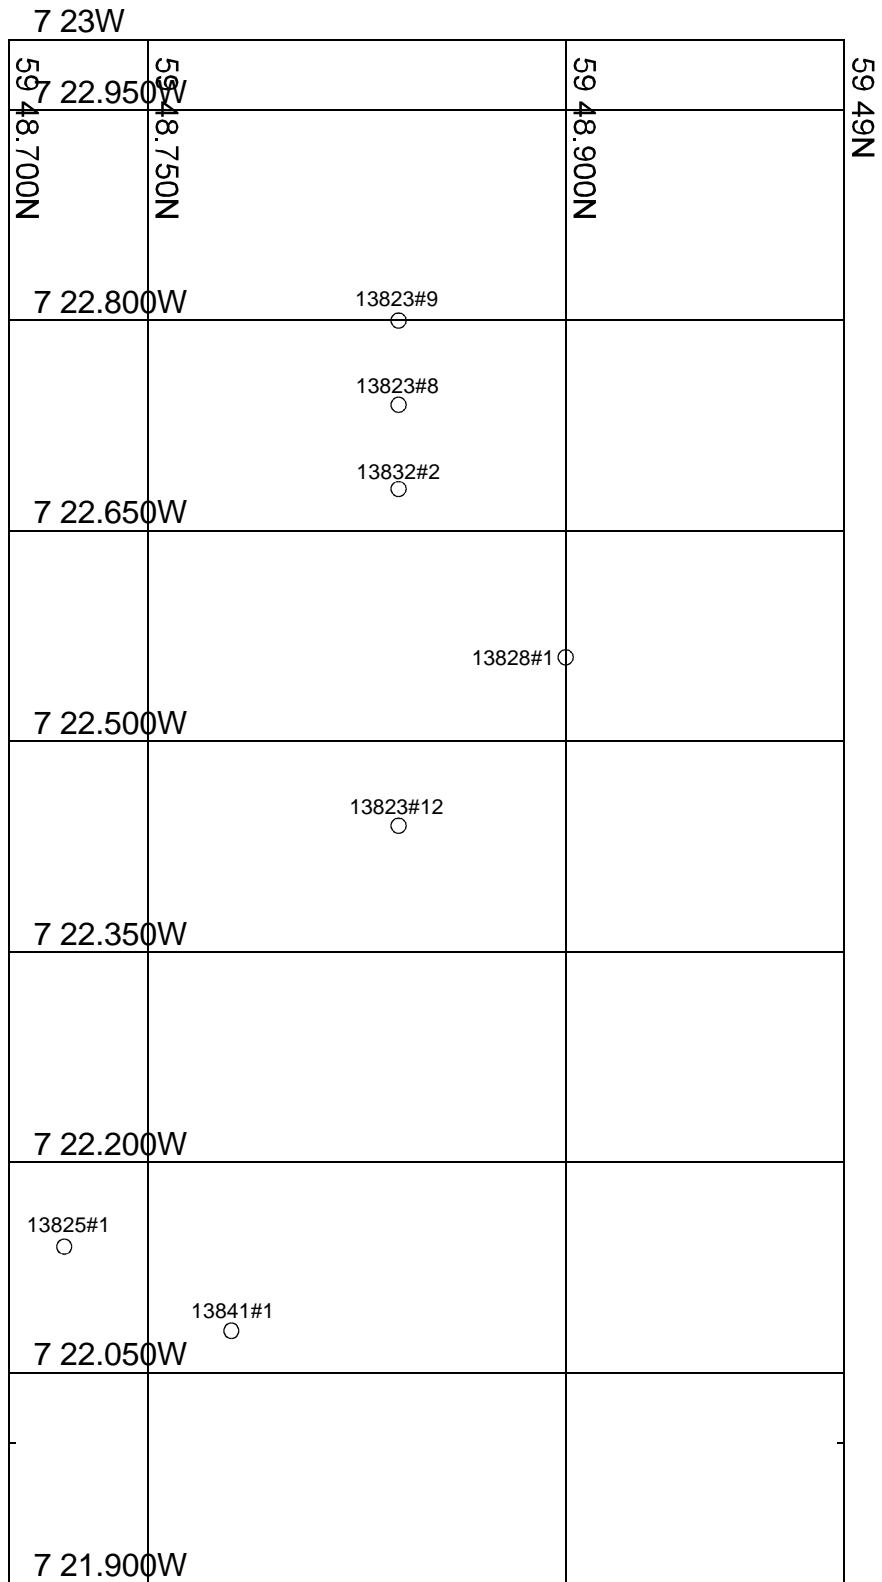 7 23W
59 48.700N
59 48.750N
59 48.900N
59 49N
7 22.950W
7 22.800W
13823#9
13823#8
13832#2
7 22.650W
13828#1
7 22.500W
13823#12
7 22.350W
7 22.200W
13825#1
13841#1
7 22.050W
7 21.900W